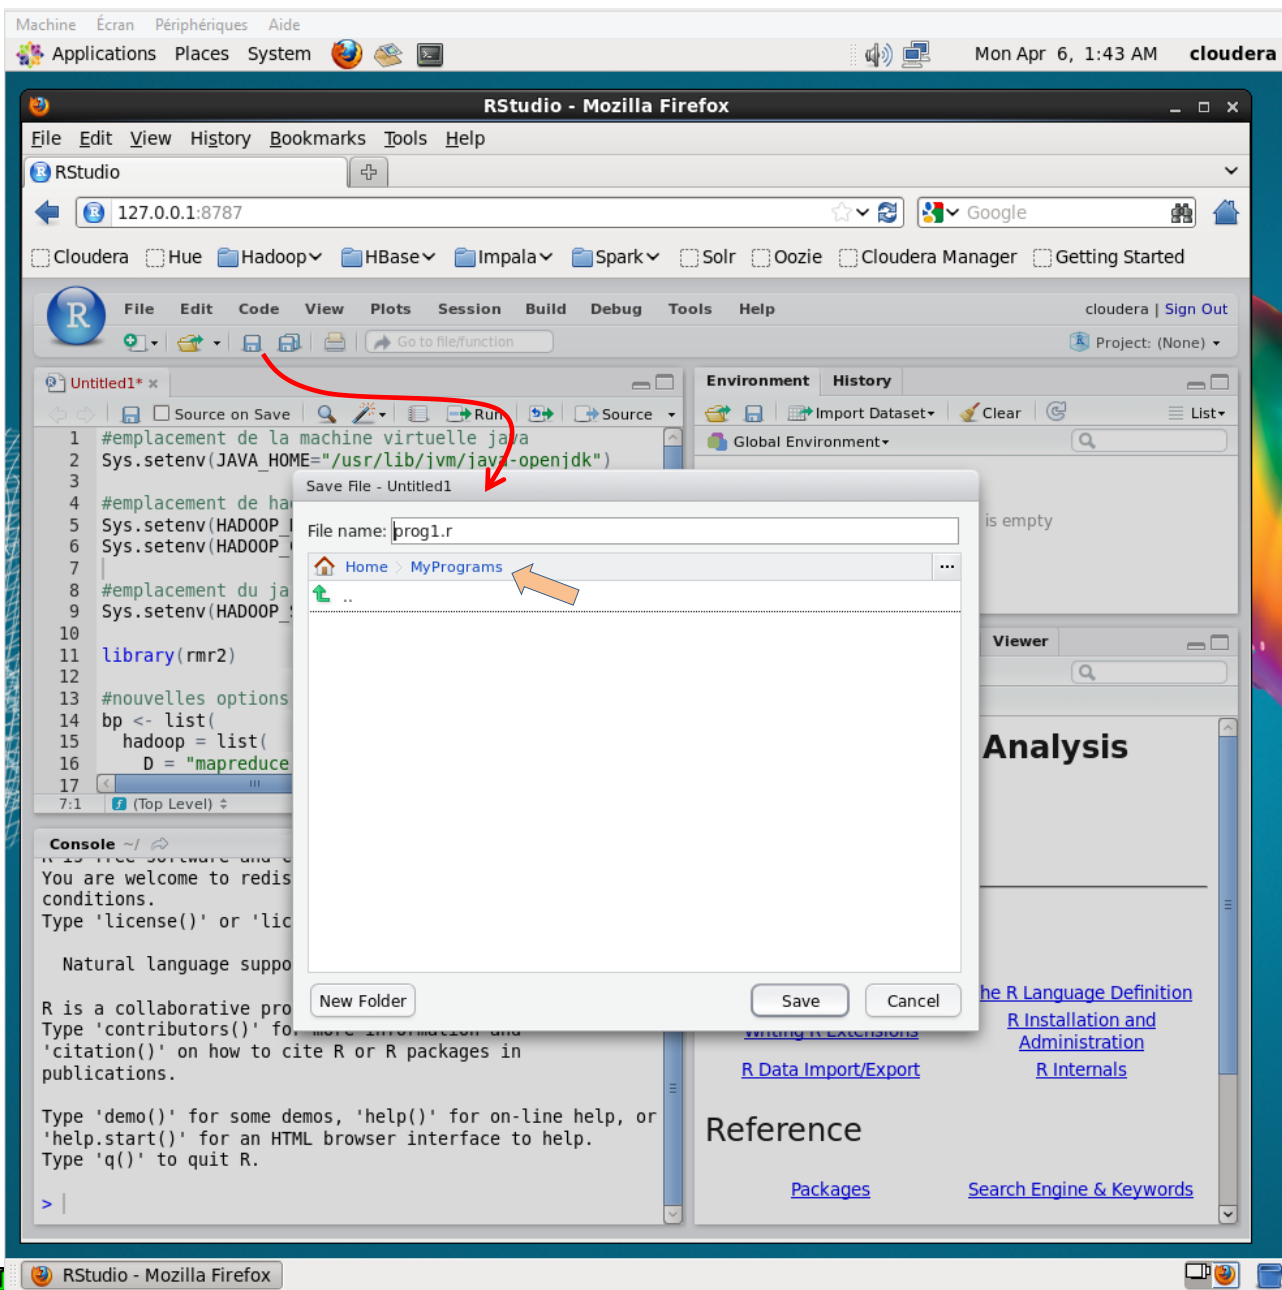 Machine Écran Périphériques Aide
Applications Places System Mon Apr 6, 1:43 AM cloudera
RStudio - Mozilla Firefox
File Edit View History Bookmarks Tools Help
RStudio
127.0.0.1:8787 Google
Cloudera Hue Hadoop HBase Impala Spark Solr Oozie Cloudera Manager Getting Started
R File Edit Code View Plots Session Build Debug Tools Help cloudera | Sign Out
Go to file/function Project: (None)
Untitled1* × Environment History
Source on Save Run Source Import Dataset Clear List
Global Environment
1 #emplacement de la machine virtuelle java
2 Sys.setenv(JAVA_HOME="/usr/lib/jvm/java-openjdk")
3
4 #emplacement de ha
5 Sys.setenv(HADOOP_
6 Sys.setenv(HADOOP_
7
8 #emplacement du ja
9 Sys.setenv(HADOOP_
10
11 library(rmr2)
12
13 #nouvelles options
14 bp <- list(
15 hadoop = list(
16 D = "mapreduce
17
7:1 (Top Level)
Save File - Untitled1
File name: prog1.r
Home MyPrograms ...
..
New Folder Save Cancel
is empty
Viewer
Analysis
he R Language Definition
Writing R Extensions R Installation and
Administration
R Data Import/Export R Internals
Reference
Packages Search Engine & Keywords
Console ~/
R is free software and c
You are welcome to redis
conditions.
Type 'license()' or 'lic
Natural language suppo
R is a collaborative pro
Type 'contributors()' for more information and
'citation()' on how to cite R or R packages in
publications.
Type 'demo()' for some demos, 'help()' for on-line help, or
'help.start()' for an HTML browser interface to help.
Type 'q()' to quit R.
>
RStudio - Mozilla Firefox